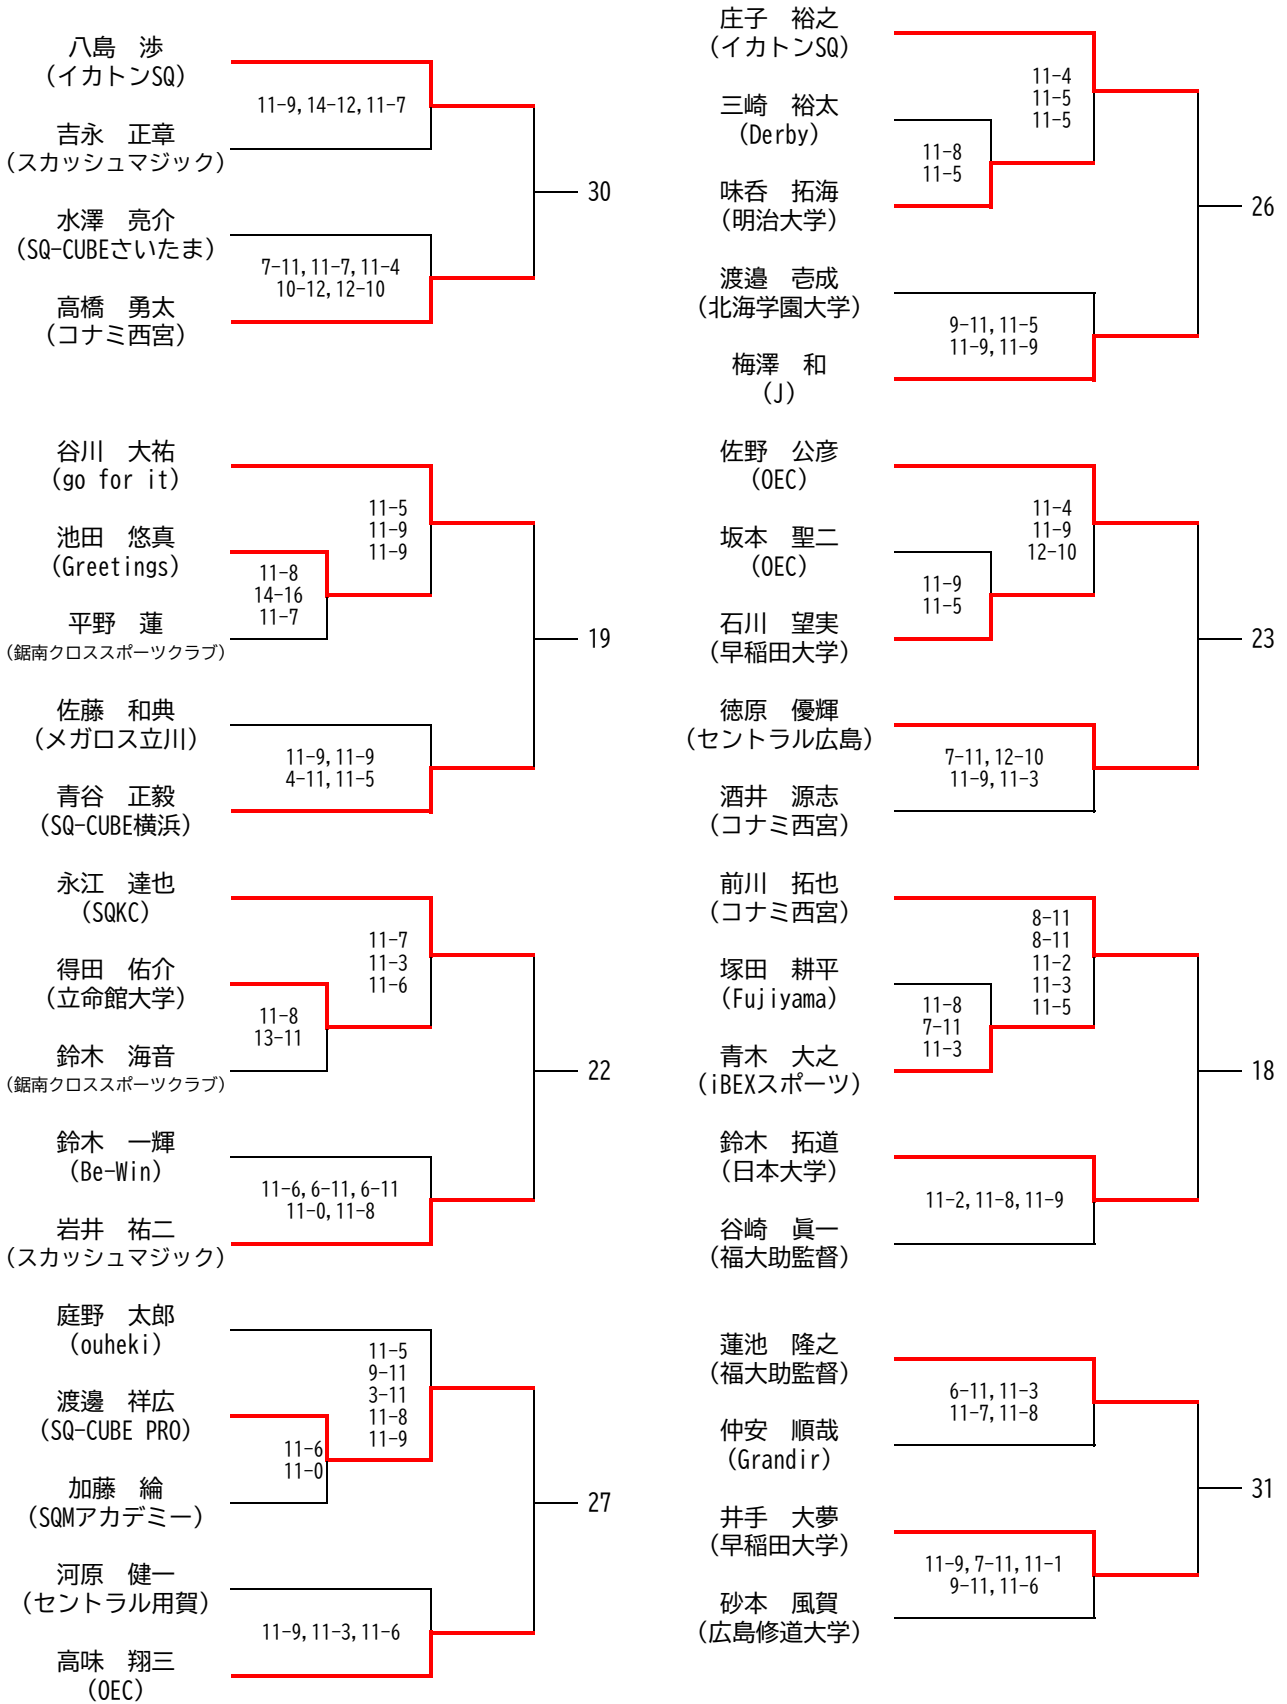 八島　渉
(イカトンSQ)
11-9,14-12,11-7
吉永　正章
(スカッシュマジック)
30
水澤　亮介
(SQ-CUBEさいたま)
7-11,11-7,11-4
10-12,12-10
高橋　勇太
(コナミ西宮)
谷川　大祐
(go for it)
11-5
11-9
11-9
池田　悠真
(Greetings)
11-8
14-16
11-7
平野　蓮
(鋸南クロススポーツクラブ)
19
佐藤　和典
(メガロス立川)
11-9,11-9
4-11,11-5
青谷　正毅
(SQ-CUBE横浜)
永江　達也
(SQKC)
11-7
11-3
11-6
得田　佑介
(立命館大学)
11-8
13-11
鈴木　海音
(鋸南クロススポーツクラブ)
22
鈴木　一輝
(Be-Win)
11-6,6-11,6-11
11-0,11-8
岩井　祐二
(スカッシュマジック)
庭野　太郎
(ouheki)
11-5
9-11
3-11
11-8
11-9
渡邊　祥広
(SQ-CUBE PRO)
11-6
11-0
加藤　綸
(SQMアカデミー)
27
河原　健一
(セントラル用賀)
11-9,11-3,11-6
高味　翔三
(OEC)
庄子　裕之
(イカトンSQ)
11-4
11-5
11-5
三崎　裕太
(Derby)
11-8
11-5
味呑　拓海
(明治大学)
26
渡邉　壱成
(北海学園大学)
9-11,11-5
11-9,11-9
梅澤　和
(J)
佐野　公彦
(OEC)
11-4
11-9
12-10
坂本　聖二
(OEC)
11-9
11-5
石川　望実
(早稲田大学)
23
徳原　優輝
(セントラル広島)
7-11,12-10
11-9,11-3
酒井　源志
(コナミ西宮)
前川　拓也
(コナミ西宮)
8-11
8-11
11-2
11-3
11-5
塚田　耕平
(Fujiyama)
11-8
7-11
11-3
青木　大之
(iBEXスポーツ)
18
鈴木　拓道
(日本大学)
11-2,11-8,11-9
谷崎　眞一
(福大助監督)
蓮池　隆之
(福大助監督)
6-11,11-3
11-7,11-8
仲安　順哉
(Grandir)
31
井手　大夢
(早稲田大学)
11-9,7-11,11-1
9-11,11-6
砂本　風賀
(広島修道大学)